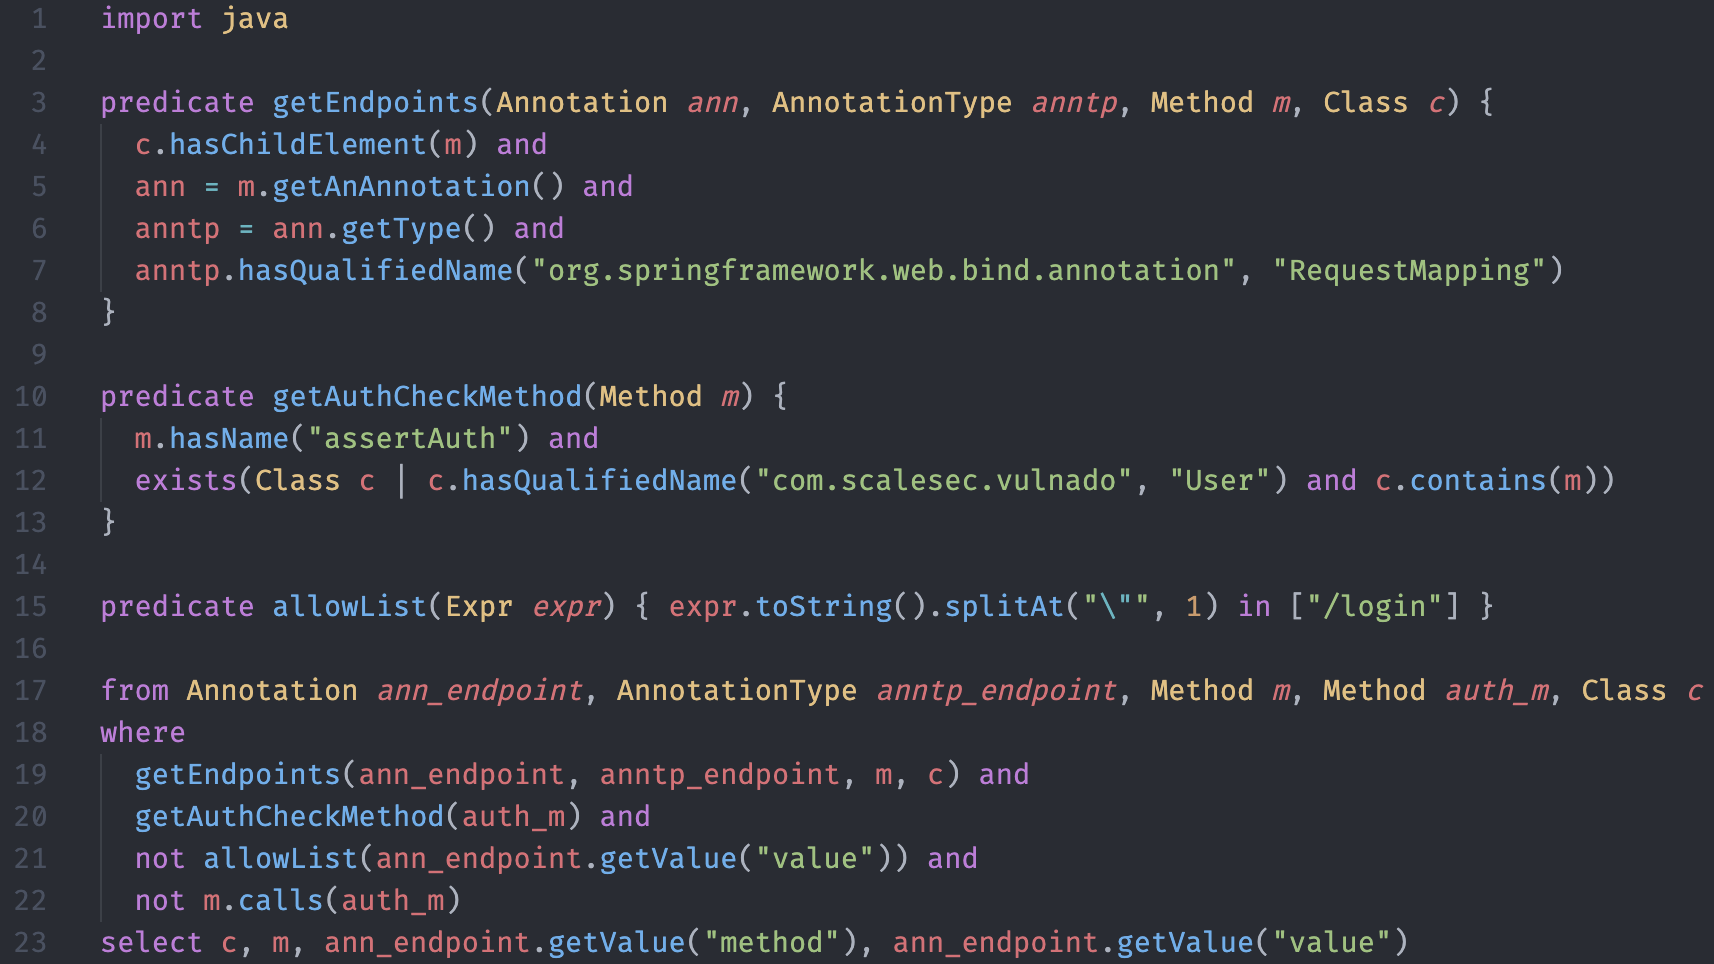 1 import java
2
3 predicate getEndpoints(Annotation ann, AnnotationType anntp, Method m, Class c) {
4   c.hasChildElement(m) and
5   ann = m.getAnAnnotation() and
6   anntp = ann.getType() and
7   anntp.hasQualifiedName("org.springframework.web.bind.annotation", "RequestMapping")
8 }
9
10 predicate getAuthCheckMethod(Method m) {
11   m.hasName("assertAuth") and
12   exists(Class c | c.hasQualifiedName("com.scalesec.vulnado", "User") and c.contains(m))
13 }
14
15 predicate allowList(Expr expr) { expr.toString().splitAt("\"", 1) in ["/login"] }
16
17 from Annotation ann_endpoint, AnnotationType anntp_endpoint, Method m, Method auth_m, Class c
18 where
19   getEndpoints(ann_endpoint, anntp_endpoint, m, c) and
20   getAuthCheckMethod(auth_m) and
21   not allowList(ann_endpoint.getValue("value")) and
22   not m.calls(auth_m)
23 select c, m, ann_endpoint.getValue("method"), ann_endpoint.getValue("value")